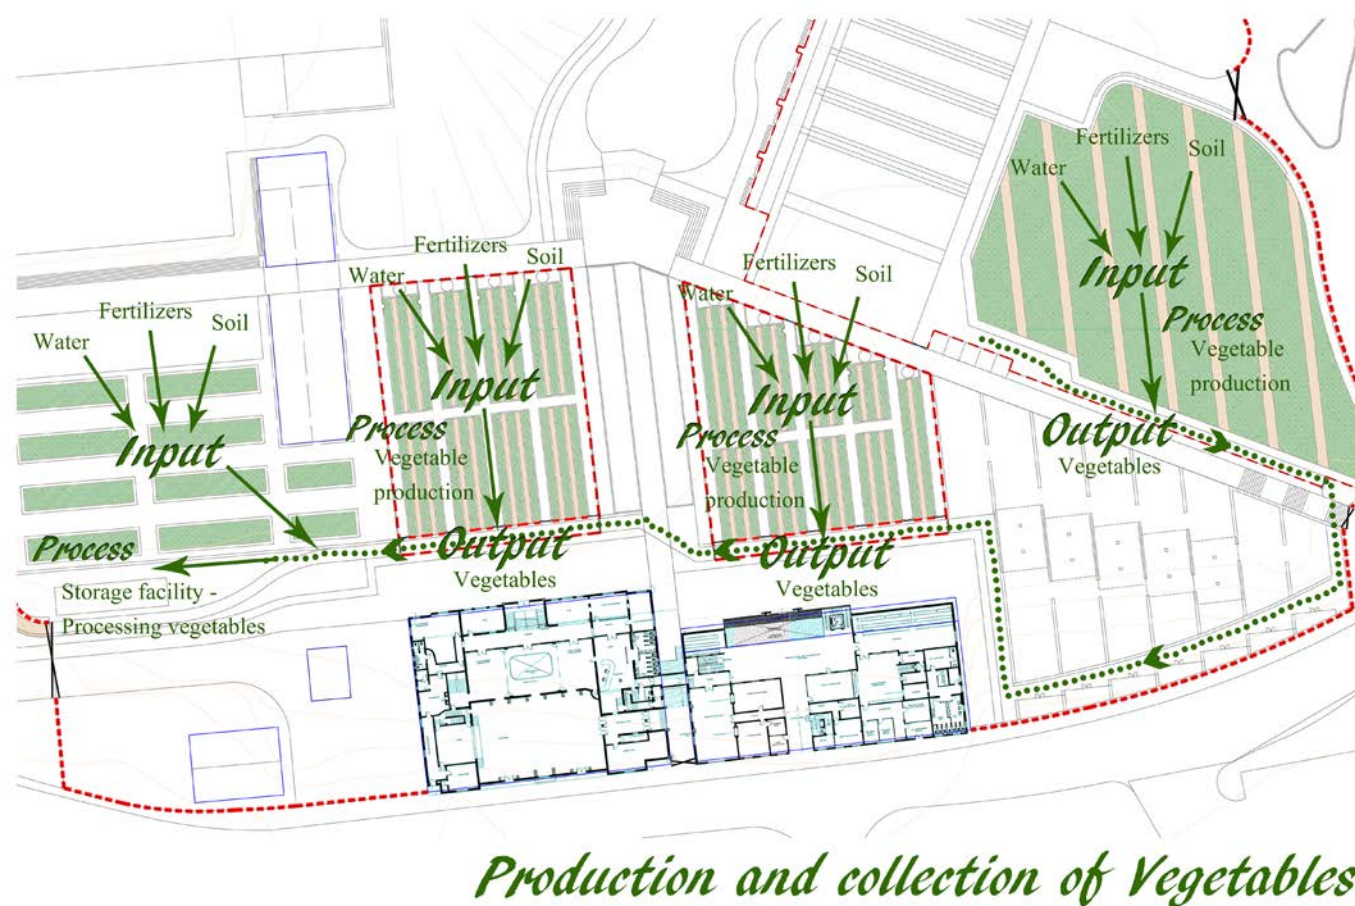 Fertilizers
Water
Soil
Input
Process
Vegetable
production
Output
Vegetables
Fertilizers
Water
Soil
Input
Process
Vegetable
production
Output
Vegetables
Fertilizers
Water
Soil
Input
Process
Vegetable
production
Output
Vegetables
Fertilizers
Water
Soil
Input
Process
Storage facility -
Processing vegetables
Production and collection of Vegetables